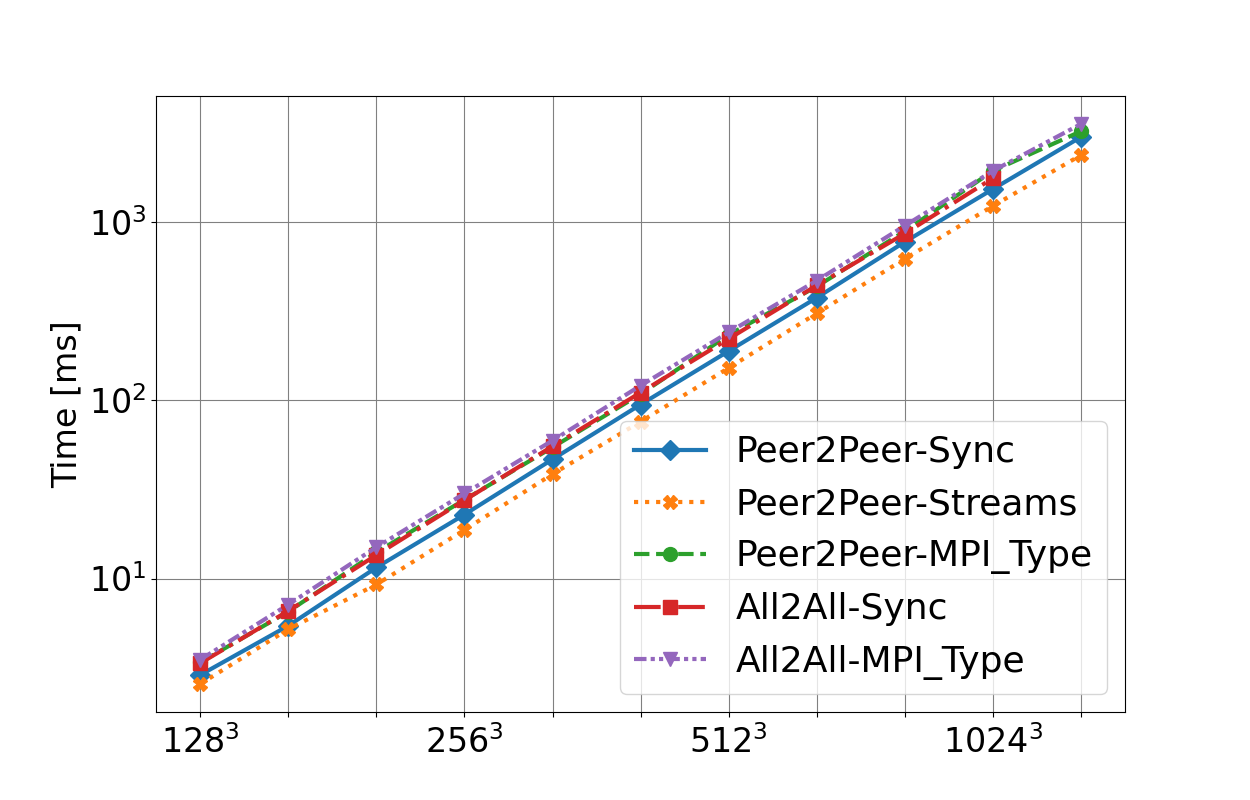 Time [ms]
10³
10²
10¹
Peer2Peer-Sync
Peer2Peer-Streams
Peer2Peer-MPI_Type
All2All-Sync
All2All-MPI_Type
128³ 256³ 512³ 1024³